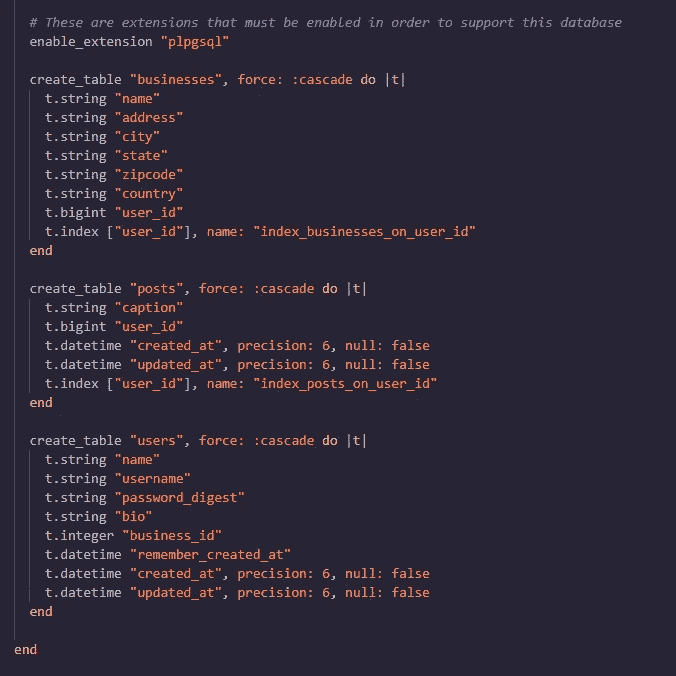 # These are extensions that must be enabled in order to support this database
enable_extension "plpgsql"
create_table "businesses", force: :cascade do |t|
t.string "name"
t.string "address"
t.string "city"
t.string "state"
t.string "zipcode"
t.string "country"
t.bigint "user_id"
t.index ["user_id"], name: "index_businesses_on_user_id"
end
create_table "posts", force: :cascade do |t|
t.string "caption"
t.bigint "user_id"
t.datetime "created_at", precision: 6, null: false
t.datetime "updated_at", precision: 6, null: false
t.index ["user_id"], name: "index_posts_on_user_id"
end
create_table "users", force: :cascade do |t|
t.string "name"
t.string "username"
t.string "password_digest"
t.string "bio"
t.integer "business_id"
t.datetime "remember_created_at"
t.datetime "created_at", precision: 6, null: false
t.datetime "updated_at", precision: 6, null: false
end
end